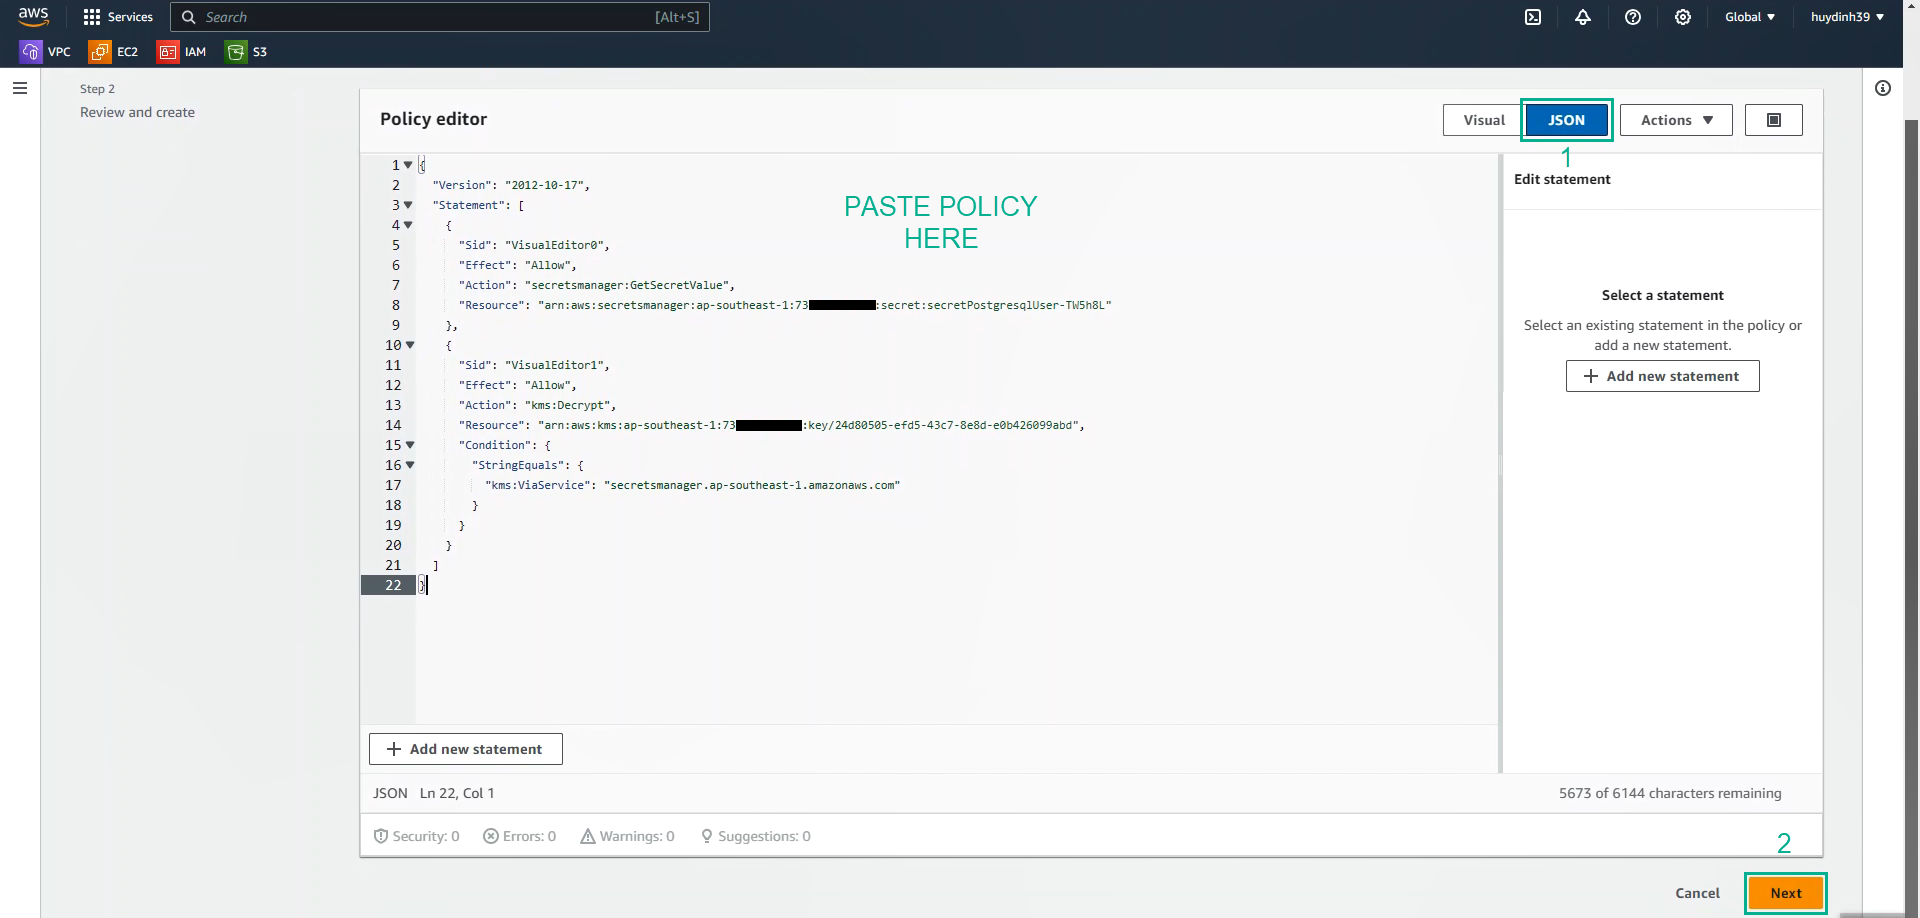 aws
Services
Search
[Alt+S]
Global
huydinh39
VPC
EC2
IAM
S3
Step 2
Review and create
Policy editor
Visual
JSON
Actions
1
1 {
2 "Version": "2012-10-17",
3 "Statement": [
4 {
5 "Sid": "VisualEditor0",
6 "Effect": "Allow",
7 "Action": "secretsmanager:GetSecretValue",
8 "Resource": "arn:aws:secretsmanager:ap-southeast-1:73 :secret:secretPostgresqlUser-TW5h8L"
9 },
10 {
11 "Sid": "VisualEditor1",
12 "Effect": "Allow",
13 "Action": "kms:Decrypt",
14 "Resource": "arn:aws:kms:ap-southeast-1:73 :key/24d80505-efd5-43c7-8e8d-e0b426099abd",
15 "Condition": {
16 "StringEquals": {
17 "kms:ViaService": "secretsmanager.ap-southeast-1.amazonaws.com"
18 }
19 }
20 }
21 ]
22 }
PASTE POLICY
HERE
Edit statement
Select a statement
Select an existing statement in the policy or
add a new statement.
+ Add new statement
+ Add new statement
JSON Ln 22, Col 1
5673 of 6144 characters remaining
Security: 0
Errors: 0
Warnings: 0
Suggestions: 0
2
Cancel
Next